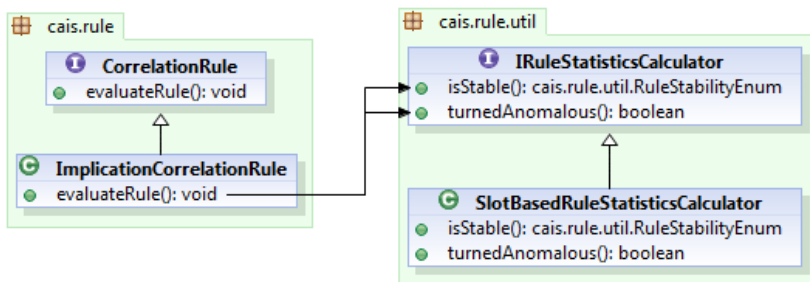 cais.rule
CorrelationRule
evaluateRule(): void
ImplicationCorrelationRule
evaluateRule(): void
cais.rule.util
IRuleStatisticsCalculator
isStable(): cais.rule.util.RuleStabilityEnum
turnedAnomalous(): boolean
SlotBasedRuleStatisticsCalculator
isStable(): cais.rule.util.RuleStabilityEnum
turnedAnomalous(): boolean